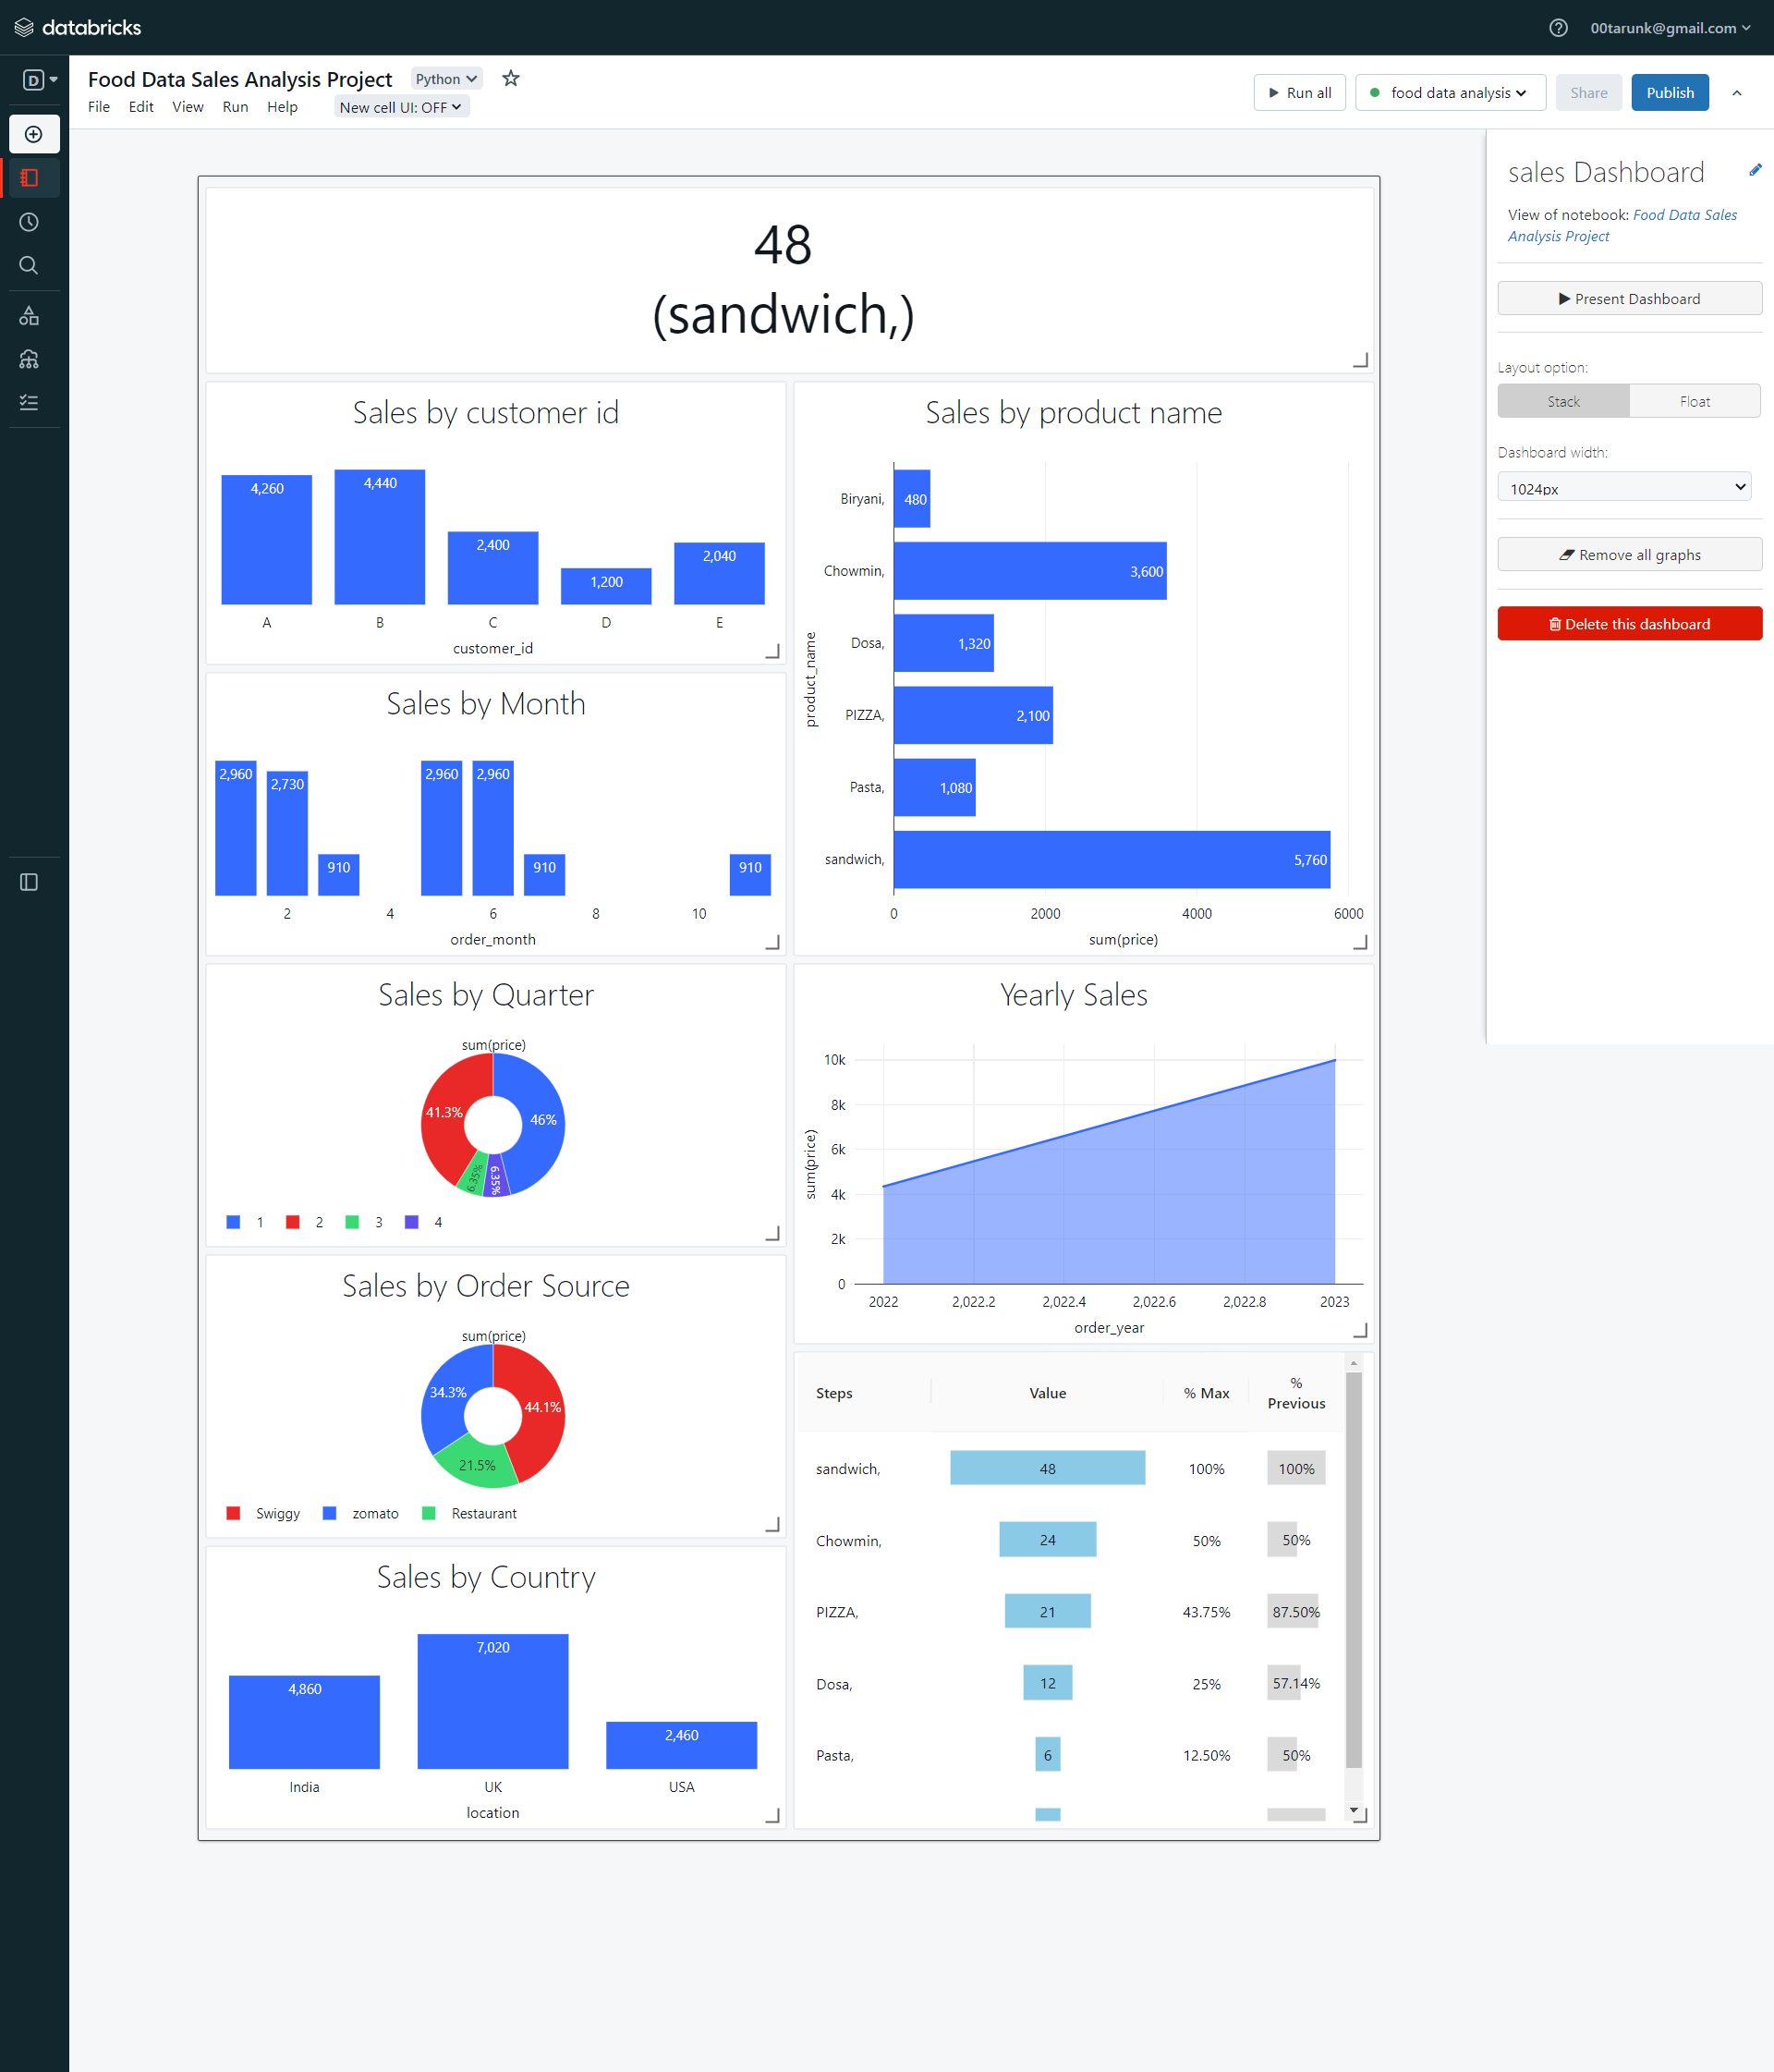 databricks
00tarunk@gmail.com
D
Food Data Sales Analysis Project
Python
File Edit View Run Help
New cell UI: OFF
Run all
food data analysis
Share
Publish
48
(sandwich,)
Sales by customer id
4,260
4,440
2,400
1,200
2,040
A B C D E
customer_id
Sales by product name
product_name
Biryani, 480
Chowmin, 3,600
Dosa, 1,320
PIZZA, 2,100
Pasta, 1,080
sandwich, 5,760
0 2000 4000 6000
sum(price)
Sales by Month
2,960
2,730
910
2,960
2,960
910
910
2 4 6 8 10
order_month
Sales by Quarter
sum(price)
41.3%
46%
6.35%
6.35%
1 2 3 4
Yearly Sales
sum(price)
10k
8k
6k
4k
2k
0
2022 2,022.2 2,022.4 2,022.6 2,022.8 2023
order_year
Sales by Order Source
sum(price)
34.3%
44.1%
21.5%
Swiggy zomato Restaurant
Sales by Country
4,860
7,020
2,460
India UK USA
location
Steps Value % Max % Previous
sandwich, 48 100% 100%
Chowmin, 24 50% 50%
PIZZA, 21 43.75% 87.50%
Dosa, 12 25% 57.14%
Pasta, 6 12.50% 50%
sales Dashboard
View of notebook: Food Data Sales
Analysis Project
Present Dashboard
Layout option:
Stack Float
Dashboard width:
1024px
Remove all graphs
Delete this dashboard